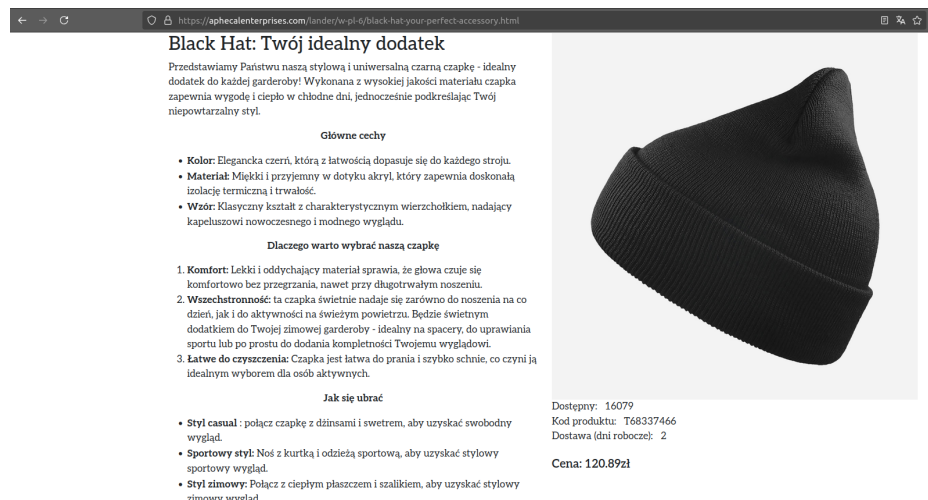 https://aphecalenterprises.com/lander/w-pl-6/black-hat-your-perfect-accessory.html
Black Hat: Twój idealny dodatek
Przedstawiamy Państwu naszą stylową i uniwersalną czarną czapkę - idealny
dodatek do każdej garderoby! Wykonana z wysokiej jakości materiału czapka
zapewnia wygodę i ciepło w chłodne dni, jednocześnie podkreślając Twój
niepowtarzalny styl.
Główne cechy
• Kolor: Elegancka czerń, którą z łatwością dopasuje się do każdego stroju.
• Materiał: Miękki i przyjemny w dotyku akryl, który zapewnia doskonałą
izolację termiczną i trwałość.
• Wzór: Klasyczny kształt z charakterystycznym wierzchołkiem, nadający
kapeluszowi nowoczesnego i modnego wyglądu.
Dlaczego warto wybrać naszą czapkę
1. Komfort: Lekki i oddychający materiał sprawia, że głowa czuje się
komfortowo bez przegrzania, nawet przy długotrwałym noszeniu.
2. Wszechstronność: ta czapka świetnie nadaje się zarówno do noszenia na co
dzień, jak i do aktywności na świeżym powietrzu. Będzie świetnym
dodatkiem do Twojej zimowej garderoby - idealny na spacery, do uprawiania
sportu lub po prostu do dodania kompletności Twojemu wyglądowi.
3. Łatwe do czyszczenia: Czapka jest łatwa do prania i szybko schnie, co czyni ją
idealnym wyborem dla osób aktywnych.
Jak się ubrać
• Styl casual : połącz czapkę z dżinsami i swetrem, aby uzyskać swobodny
wygląd.
• Sportowy styl: Noś z kurtką i odzieżą sportową, aby uzyskać stylowy
sportowy wygląd.
• Styl zimowy: Połącz z ciepłym płaszczem i szalikiem, aby uzyskać stylowy
zimowy wygląd.
Dostępny: 16079
Kod produktu: T68337466
Dostawa (dni robocze): 2
Cena: 120.89zł